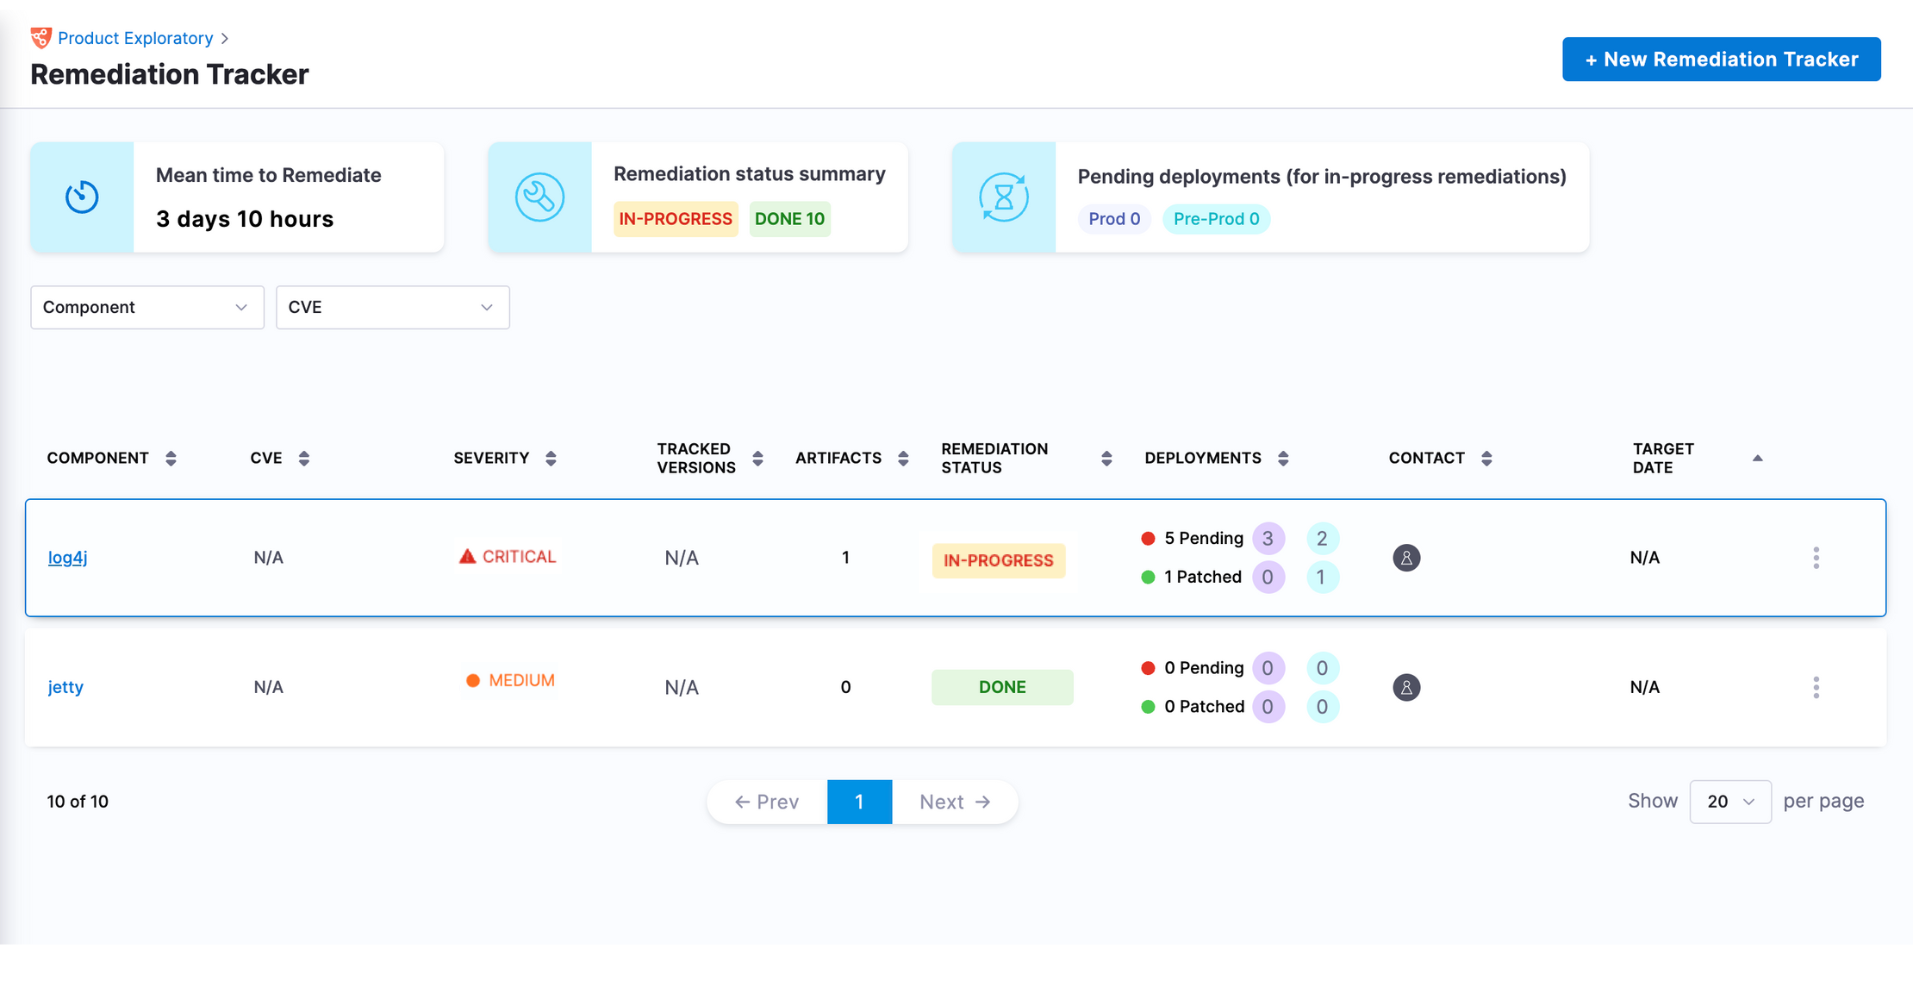 Product Exploratory
Remediation Tracker
+ New Remediation Tracker
Mean time to Remediate
3 days 10 hours
Remediation status summary
IN-PROGRESS DONE 10
Pending deployments (for in-progress remediations)
Prod 0 Pre-Prod 0
Component
CVE
COMPONENT
CVE
SEVERITY
TRACKED
VERSIONS
ARTIFACTS
REMEDIATION
STATUS
DEPLOYMENTS
CONTACT
TARGET
DATE
log4j
N/A
CRITICAL
N/A
1
IN-PROGRESS
5 Pending 3 2
1 Patched 0 1
N/A
jetty
N/A
MEDIUM
N/A
0
DONE
0 Pending 0 0
0 Patched 0 0
N/A
10 of 10
← Prev 1 Next →
Show 20 per page